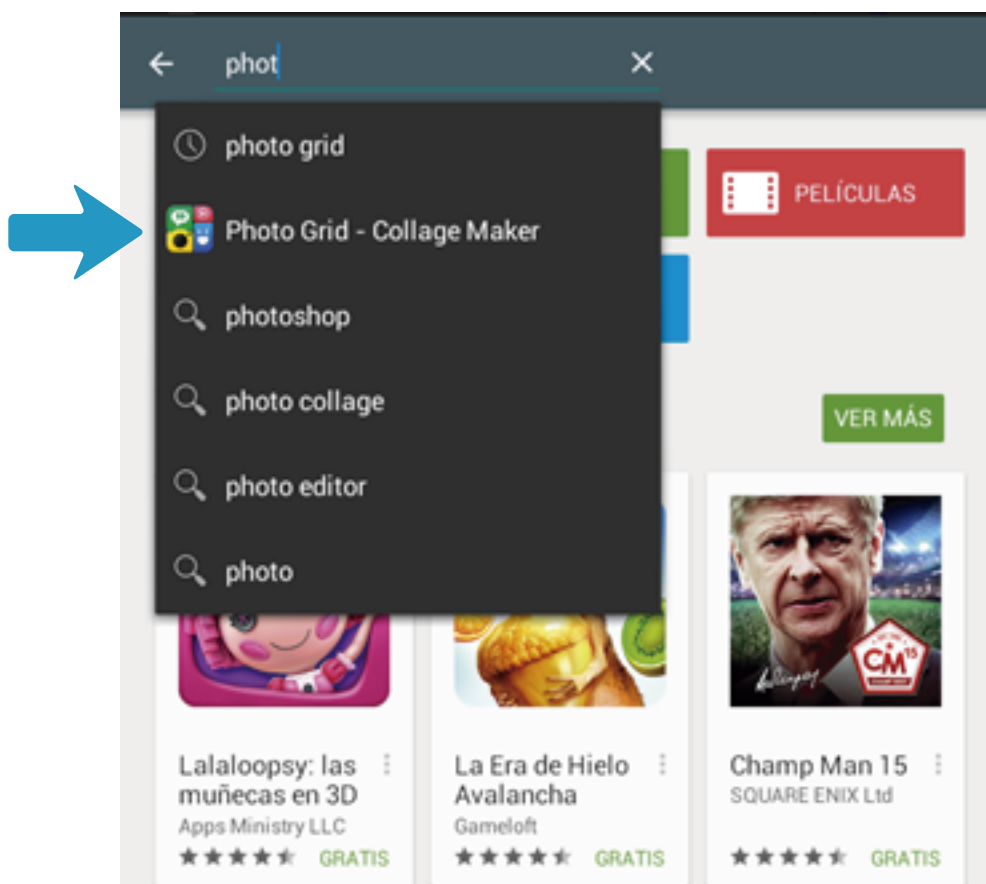 phot
photo grid
Photo Grid - Collage Maker
photoshop
photo collage
photo editor
photo
PELÍCULAS
VER MÁS
CM15
Lalaloopsy: las
muñecas en 3D
Apps Ministry LLC
GRATIS
La Era de Hielo
Avalancha
Gameloft
GRATIS
Champ Man 15
SQUARE ENIX Ltd
GRATIS